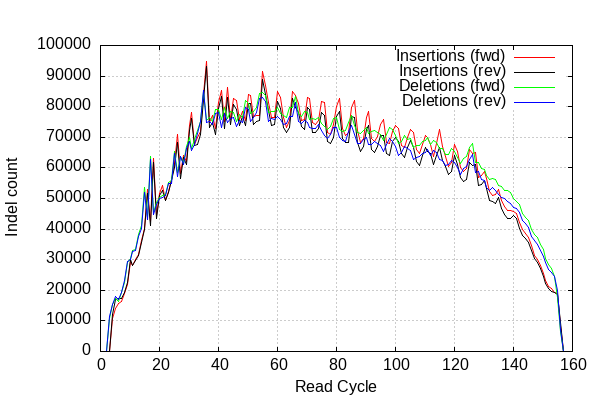 100000
90000
80000
70000
60000
50000
40000
30000
20000
10000
0
Indel count
Insertions (fwd)
Insertions (rev)
Deletions (fwd)
Deletions (rev)
0 20 40 60 80 100 120 140 160
Read Cycle